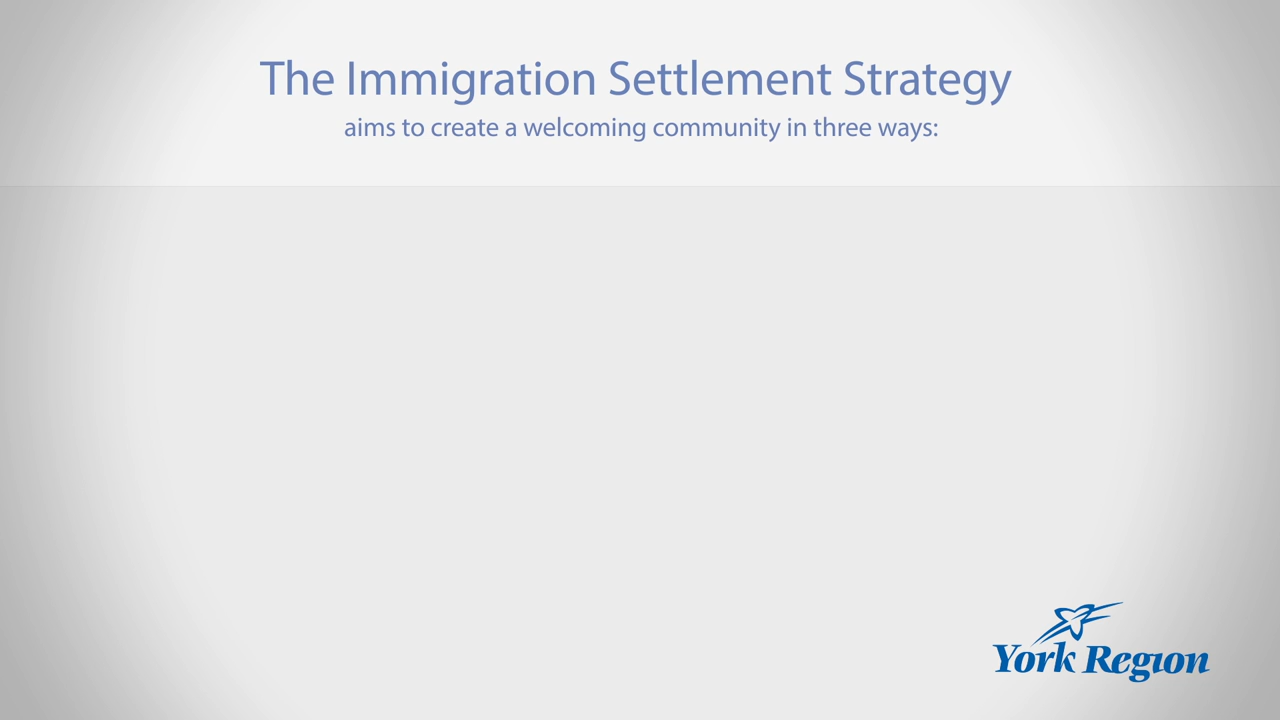 The Immigration Settlement Strategy
aims to create a welcoming community in three ways:
York Region